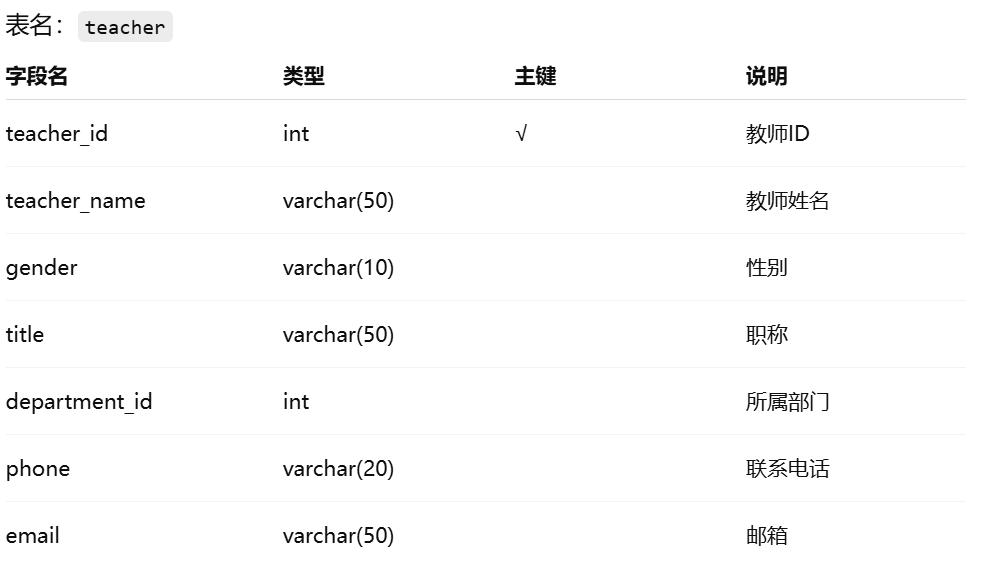 表名： teacher
字段名 类型 主键 说明
teacher_id int √ 教师ID
teacher_name varchar(50) 教师姓名
gender varchar(10) 性别
title varchar(50) 职称
department_id int 所属部门
phone varchar(20) 联系电话
email varchar(50) 邮箱